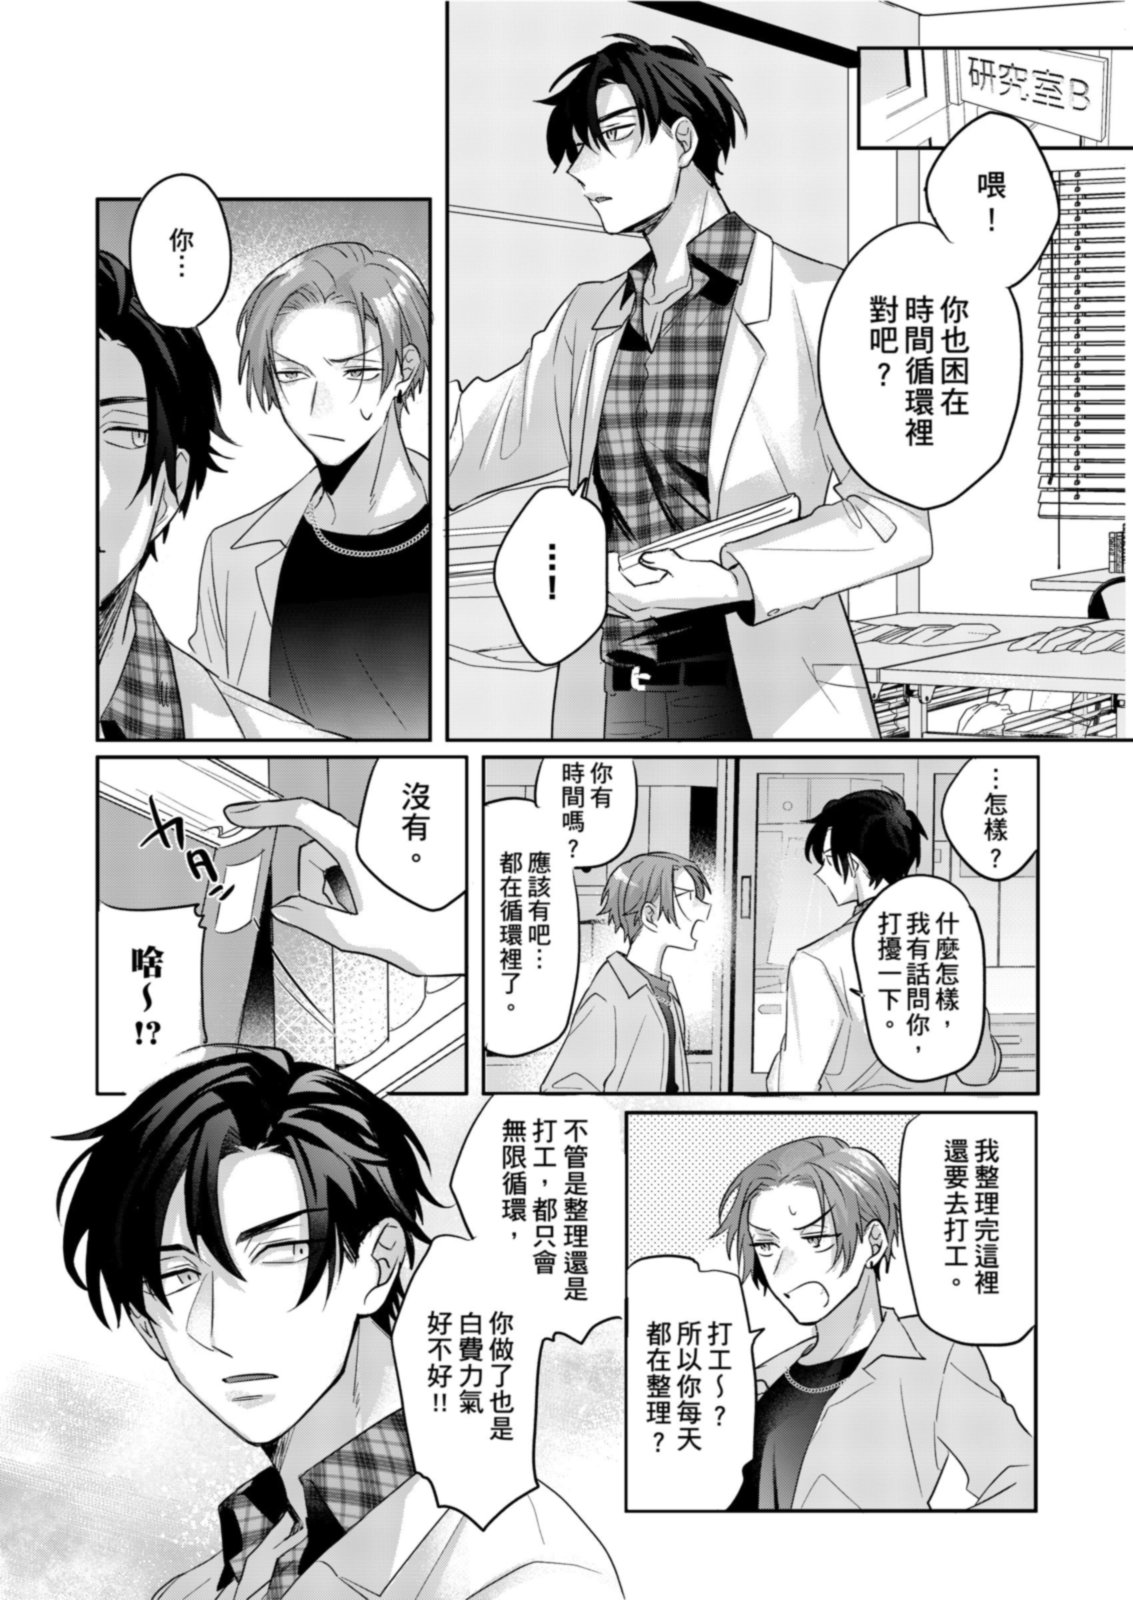 研究室B
喂！
你也困在
時間循環裡
對吧？
…！
你…
…怎樣？
什麼怎樣，
我有話問你，
打擾一下。
你有
時間嗎？
應該有吧…
都在循環裡了。
沒有。
カタン
啥～!?
我整理完這裡
還要去打工。
打工～？
所以你每天
都在整理？
不管是整理還是
打工，都只會
無限循環，
你做了也是
白費力氣
好不好!!